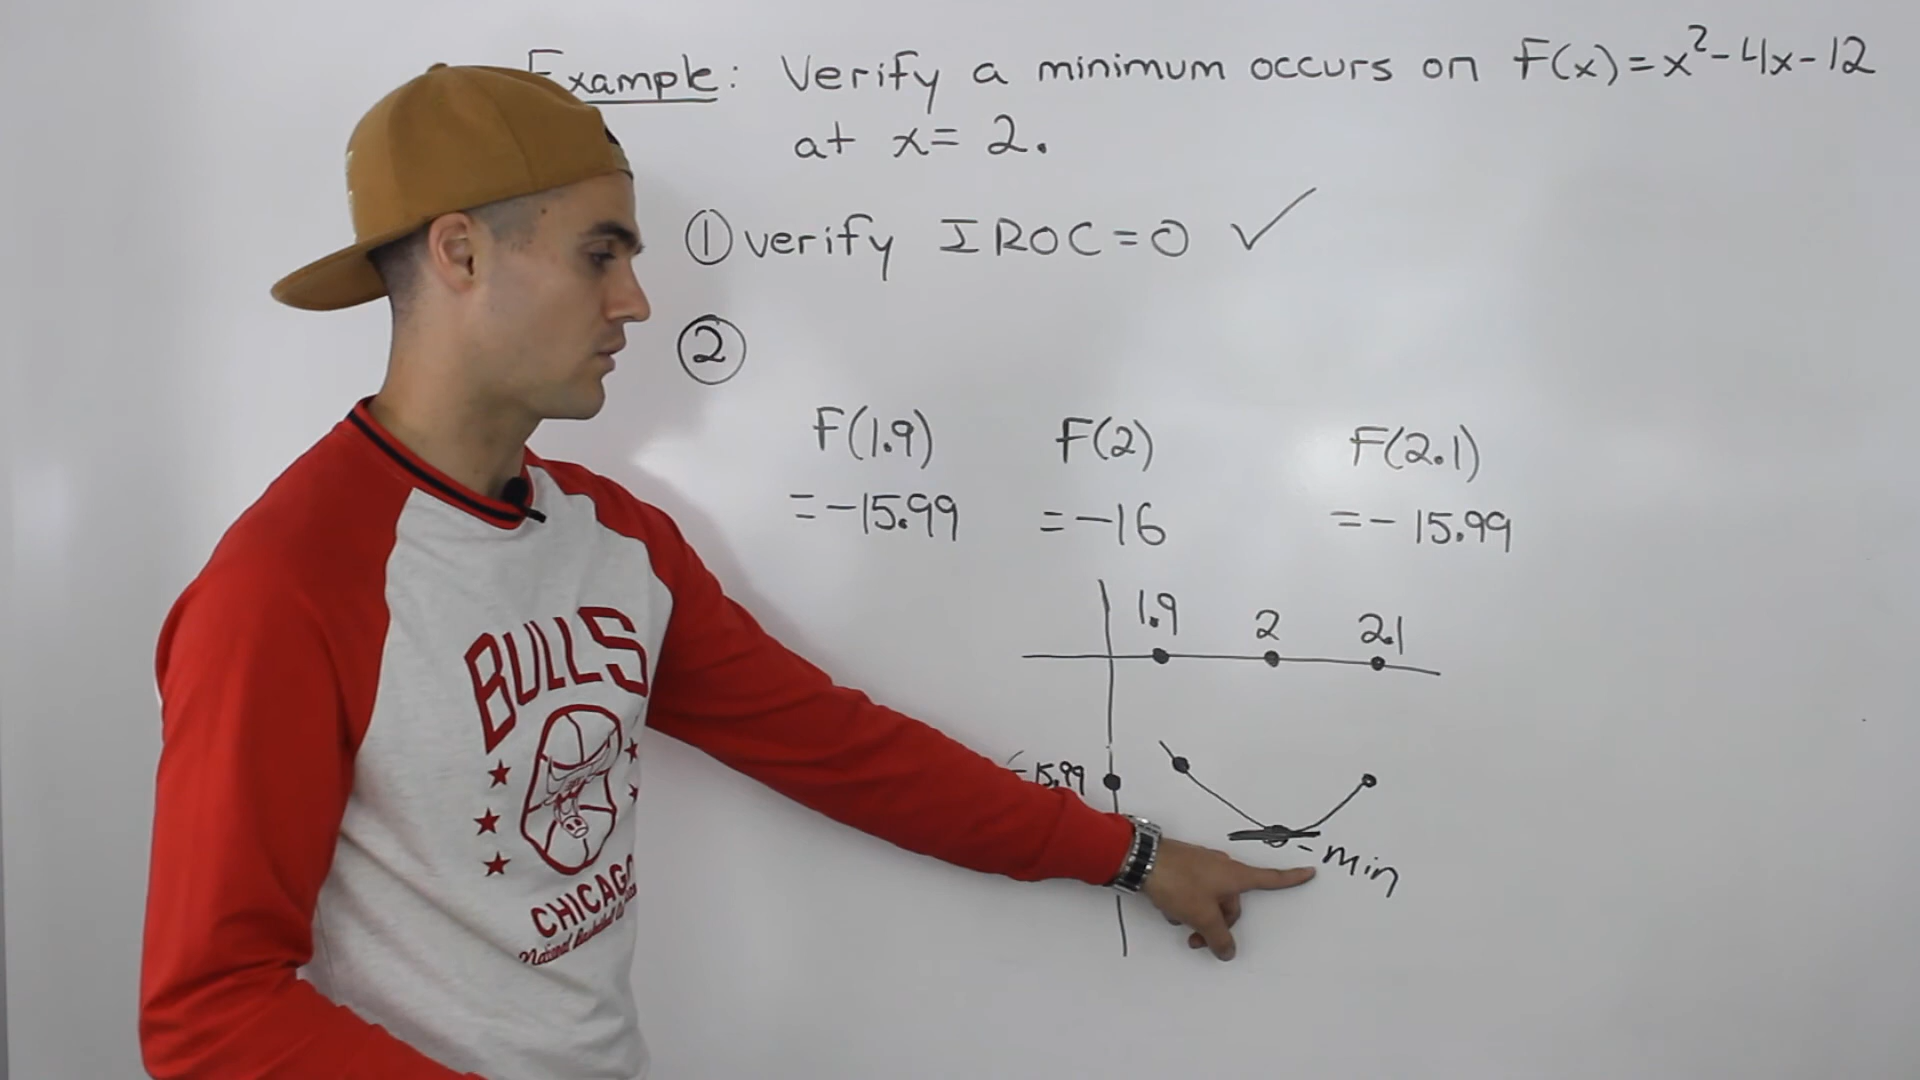 Example: Verify a minimum occurs on F(x)=x²-4x-12
at x= 2.
① verify IROC=0 ✓
②
F(1.9) F(2) F(2.1)
=-15.99 =-16 =- 15.99
1.9 2 2.1
-15.99
-min
BULLS
CHICAGO